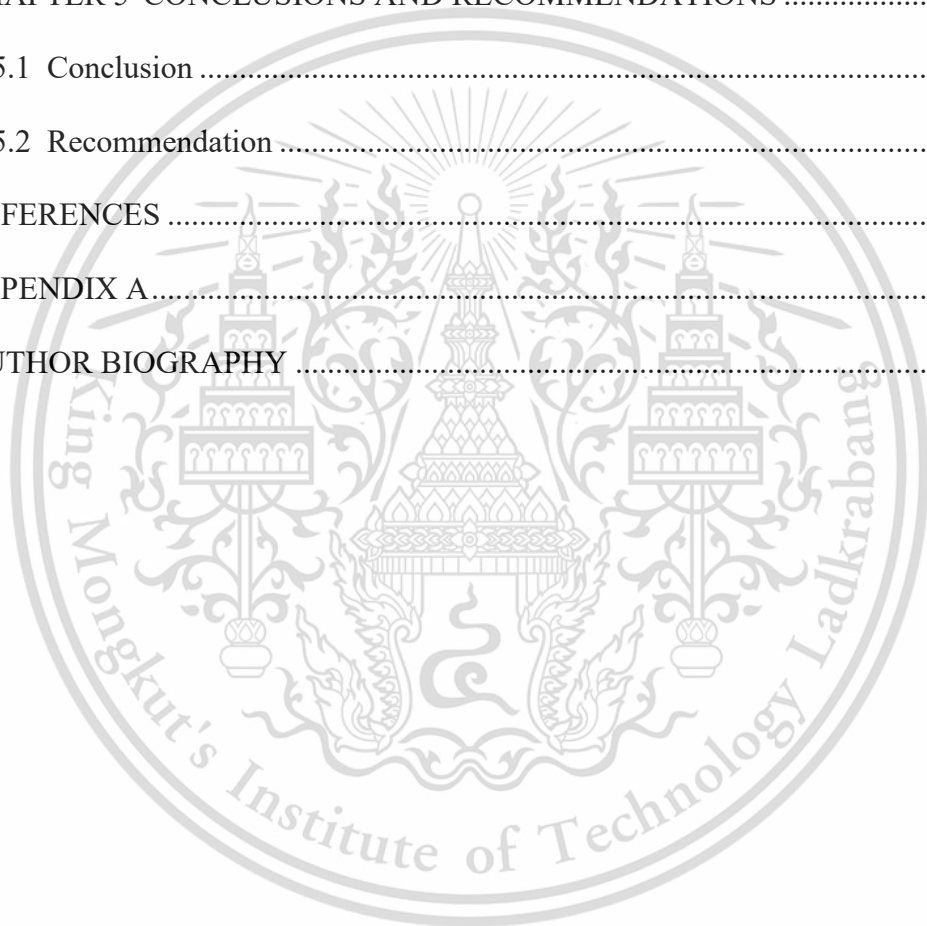 HAPTER 5 CONCLUSIONS AND RECOMMENDATIONS ....................
5.1 Conclusion ................................................................................
5.2 Recommendation .......................................................................
FERENCES ....................................................................................
PENDIX A......................................................................................
UTHOR BIOGRAPHY ......................................................................
King Mongkut's Institute of Technology Ladkrabang